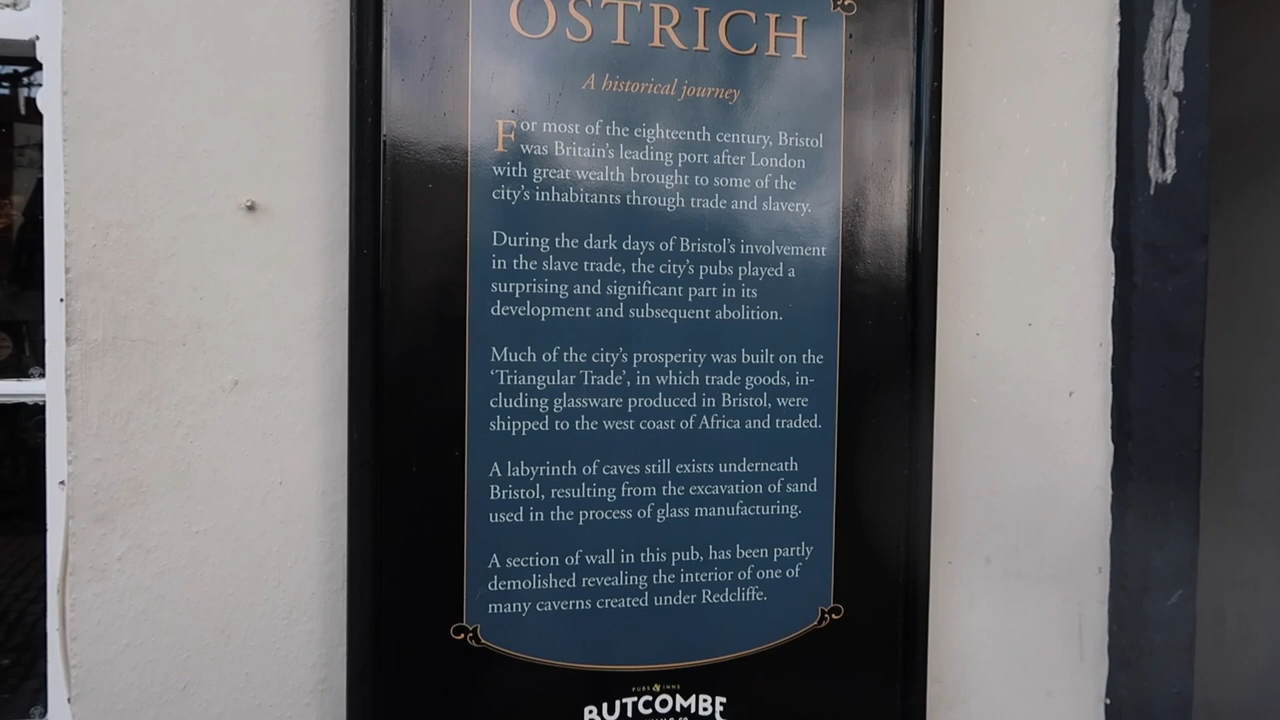 OSTRICH
A historical journey
For most of the eighteenth century, Bristol
was Britain's leading port after London
with great wealth brought to some of the
city's inhabitants through trade and slavery.
During the dark days of Bristol's involvement
in the slave trade, the city's pubs played a
surprising and significant part in its
development and subsequent abolition.
Much of the city's prosperity was built on the
'Triangular Trade', in which trade goods, in-
cluding glassware produced in Bristol, were
shipped to the west coast of Africa and traded.
A labyrinth of caves still exists underneath
Bristol, resulting from the excavation of sand
used in the process of glass manufacturing.
A section of wall in this pub, has been partly
demolished revealing the interior of one of
many caverns created under Redcliffe.
PUBS & INNS
BUTCOMBE